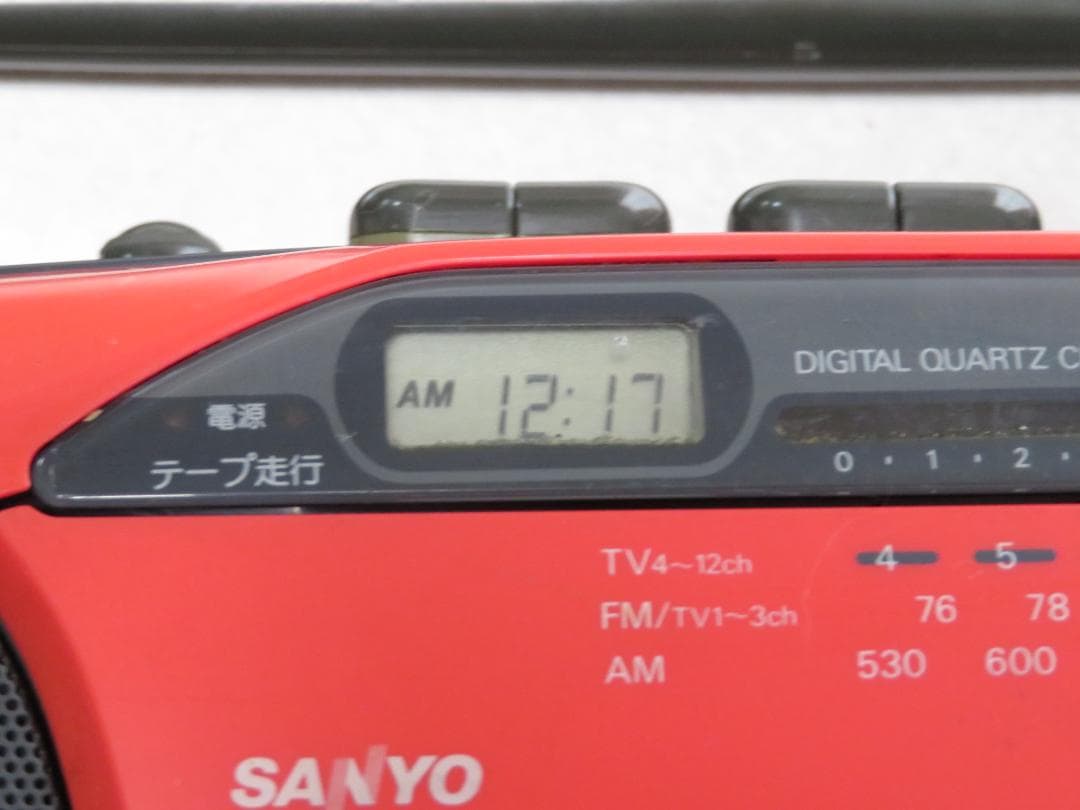 DIGITAL QUARTZ C
AM 12:17
電源
テープ走行
0 · 1 · 2 ·
TV4〜12ch 4 5
FM/TV1〜3ch 76 78
AM 530 600
SANYO